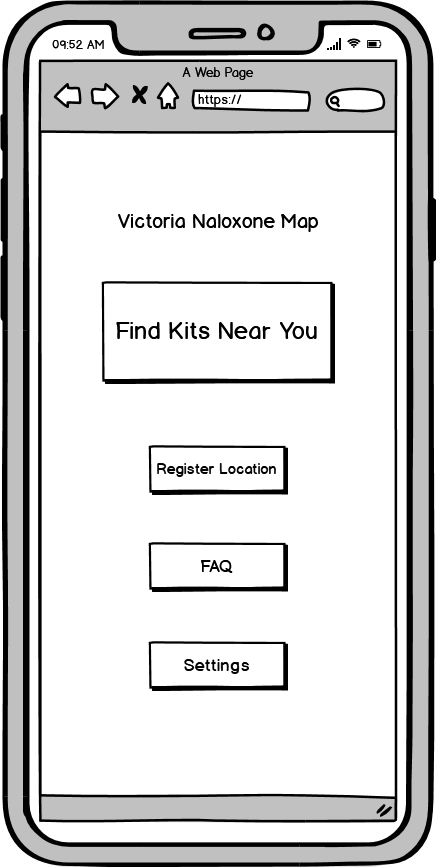 09:52 AM
A Web Page
https://
Victoria Naloxone Map
Find Kits Near You
Register Location
FAQ
Settings